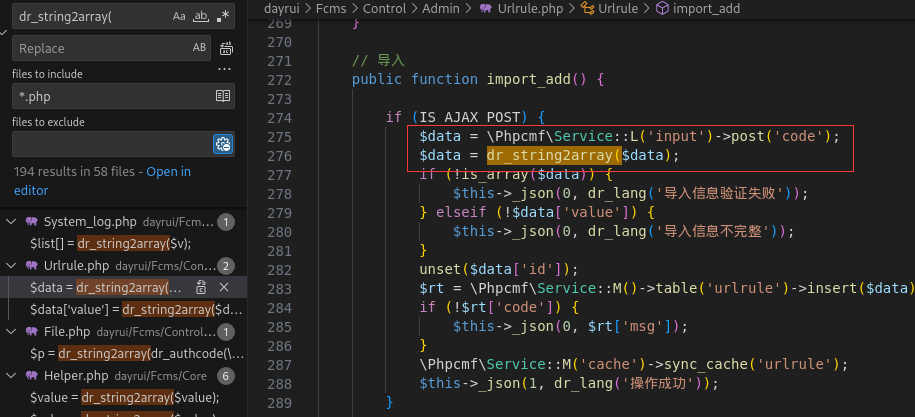 dr_string2array(
Aa
ab
.*
Replace
AB
...
files to include
*.php
files to exclude
194 results in 58 files - Open in
editor
System_log.php dayrui/Fcms/... 1
$list[] = dr_string2array($v);
Urlrule.php dayrui/Fcms/Con... 2
$data = dr_string2array(...
$data['value'] = dr_string2array($d...
File.php dayrui/Fcms/Control/... 1
$p = dr_string2array(dr_authcode(\...
Helper.php dayrui/Fcms/Core 6
$value = dr_string2array($value);
dayrui > Fcms > Control > Admin > Urlrule.php > Urlrule > import_add
269 }
270
271 // 导入
272 public function import_add() {
273
274 if (IS_AJAX_POST) {
275 $data = \Phpcmf\Service::L('input')->post('code');
276 $data = dr_string2array($data);
277 if (!is_array($data)) {
278 $this->_json(0, dr_lang('导入信息验证失败'));
279 } elseif (!$data['value']) {
280 $this->_json(0, dr_lang('导入信息不完整'));
281 }
282 unset($data['id']);
283 $rt = \Phpcmf\Service::M()->table('urlrule')->insert($data)
284 if (!$rt['code']) {
285 $this->_json(0, $rt['msg']);
286 }
287 \Phpcmf\Service::M('cache')->sync_cache('urlrule');
288 $this->_json(1, dr_lang('操作成功'));
289 }